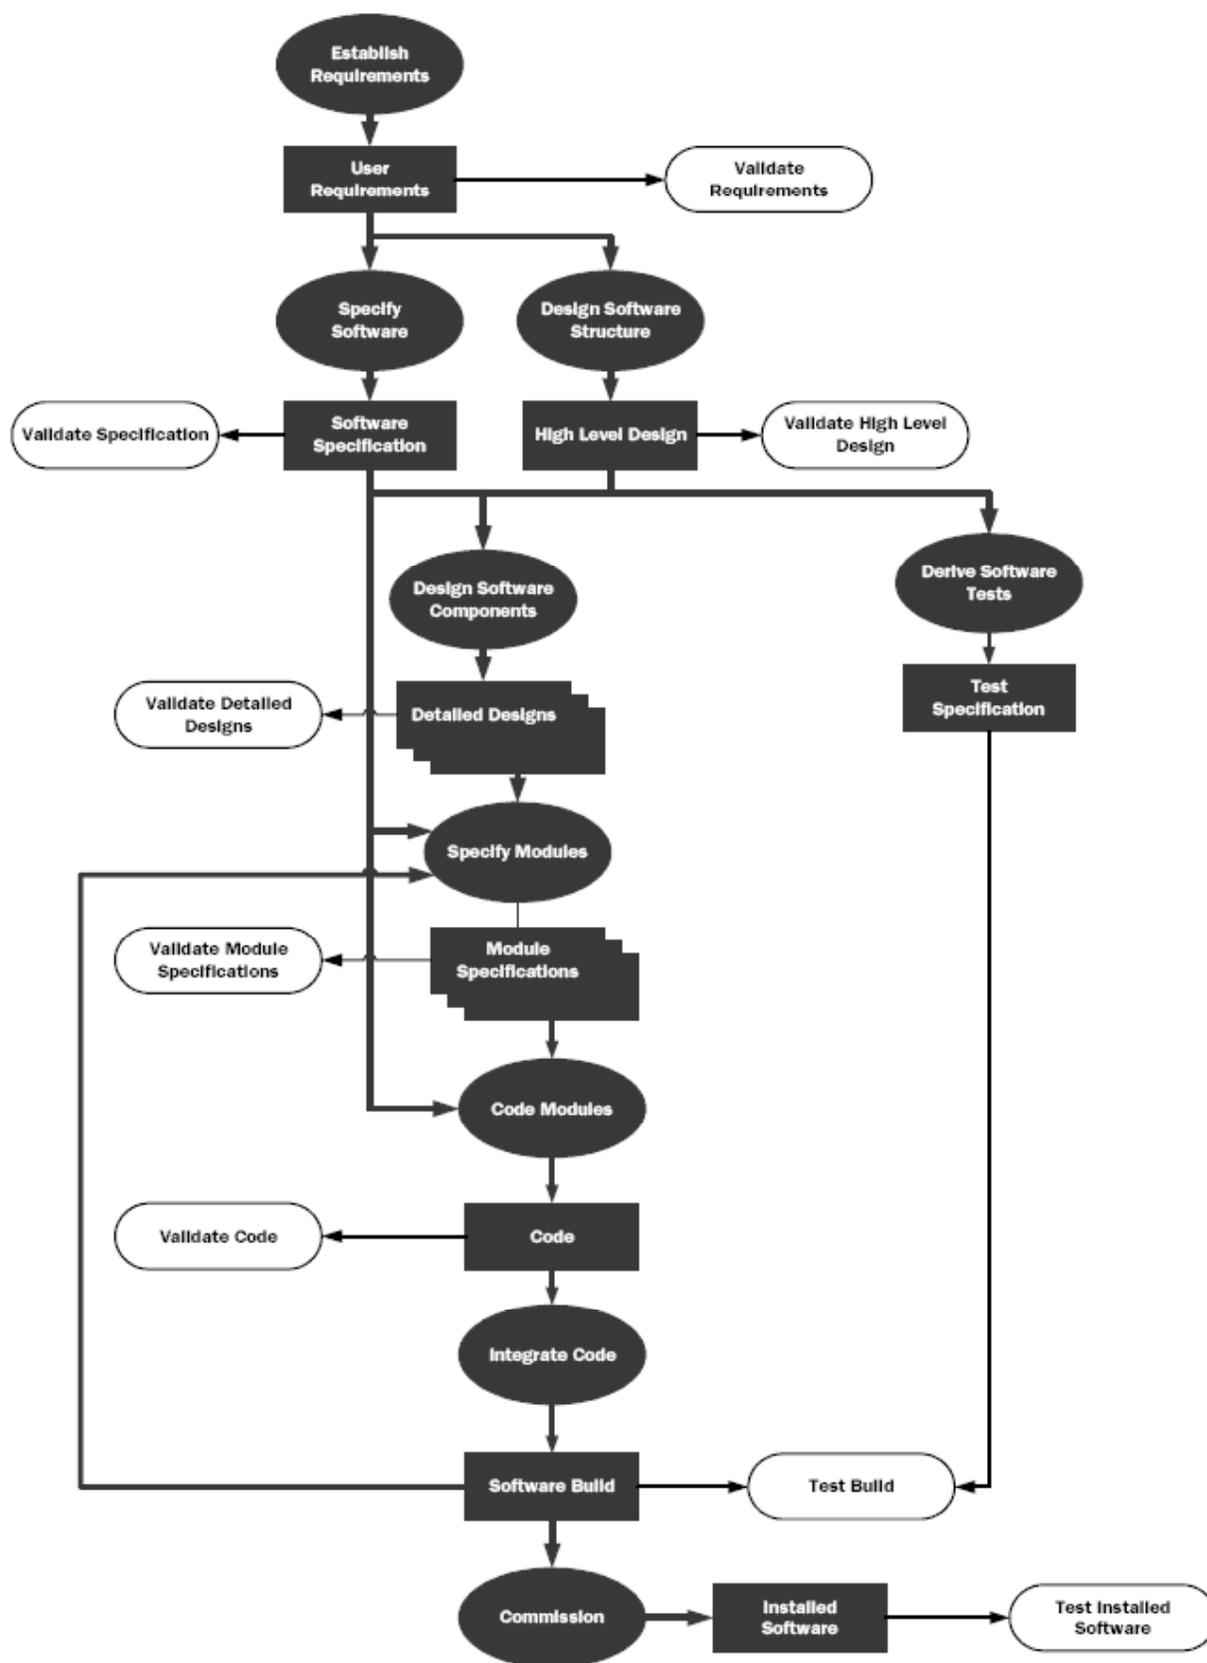 Establish
Requirements
User
Requirements
Validate
Requirements
Specify
Software
Design Software
Structure
Validate Specification
Software
Specification
High Level Design
Validate High Level
Design
Design Software
Components
Derive Software
Tests
Validate Detailed
Designs
Detailed Designs
Test
Specification
Specify Modules
Validate Module
Specifications
Module
Specifications
Code Modules
Validate Code
Code
Integrate Code
Software Build
Test Build
Commission
Installed
Software
Test Installed
Software